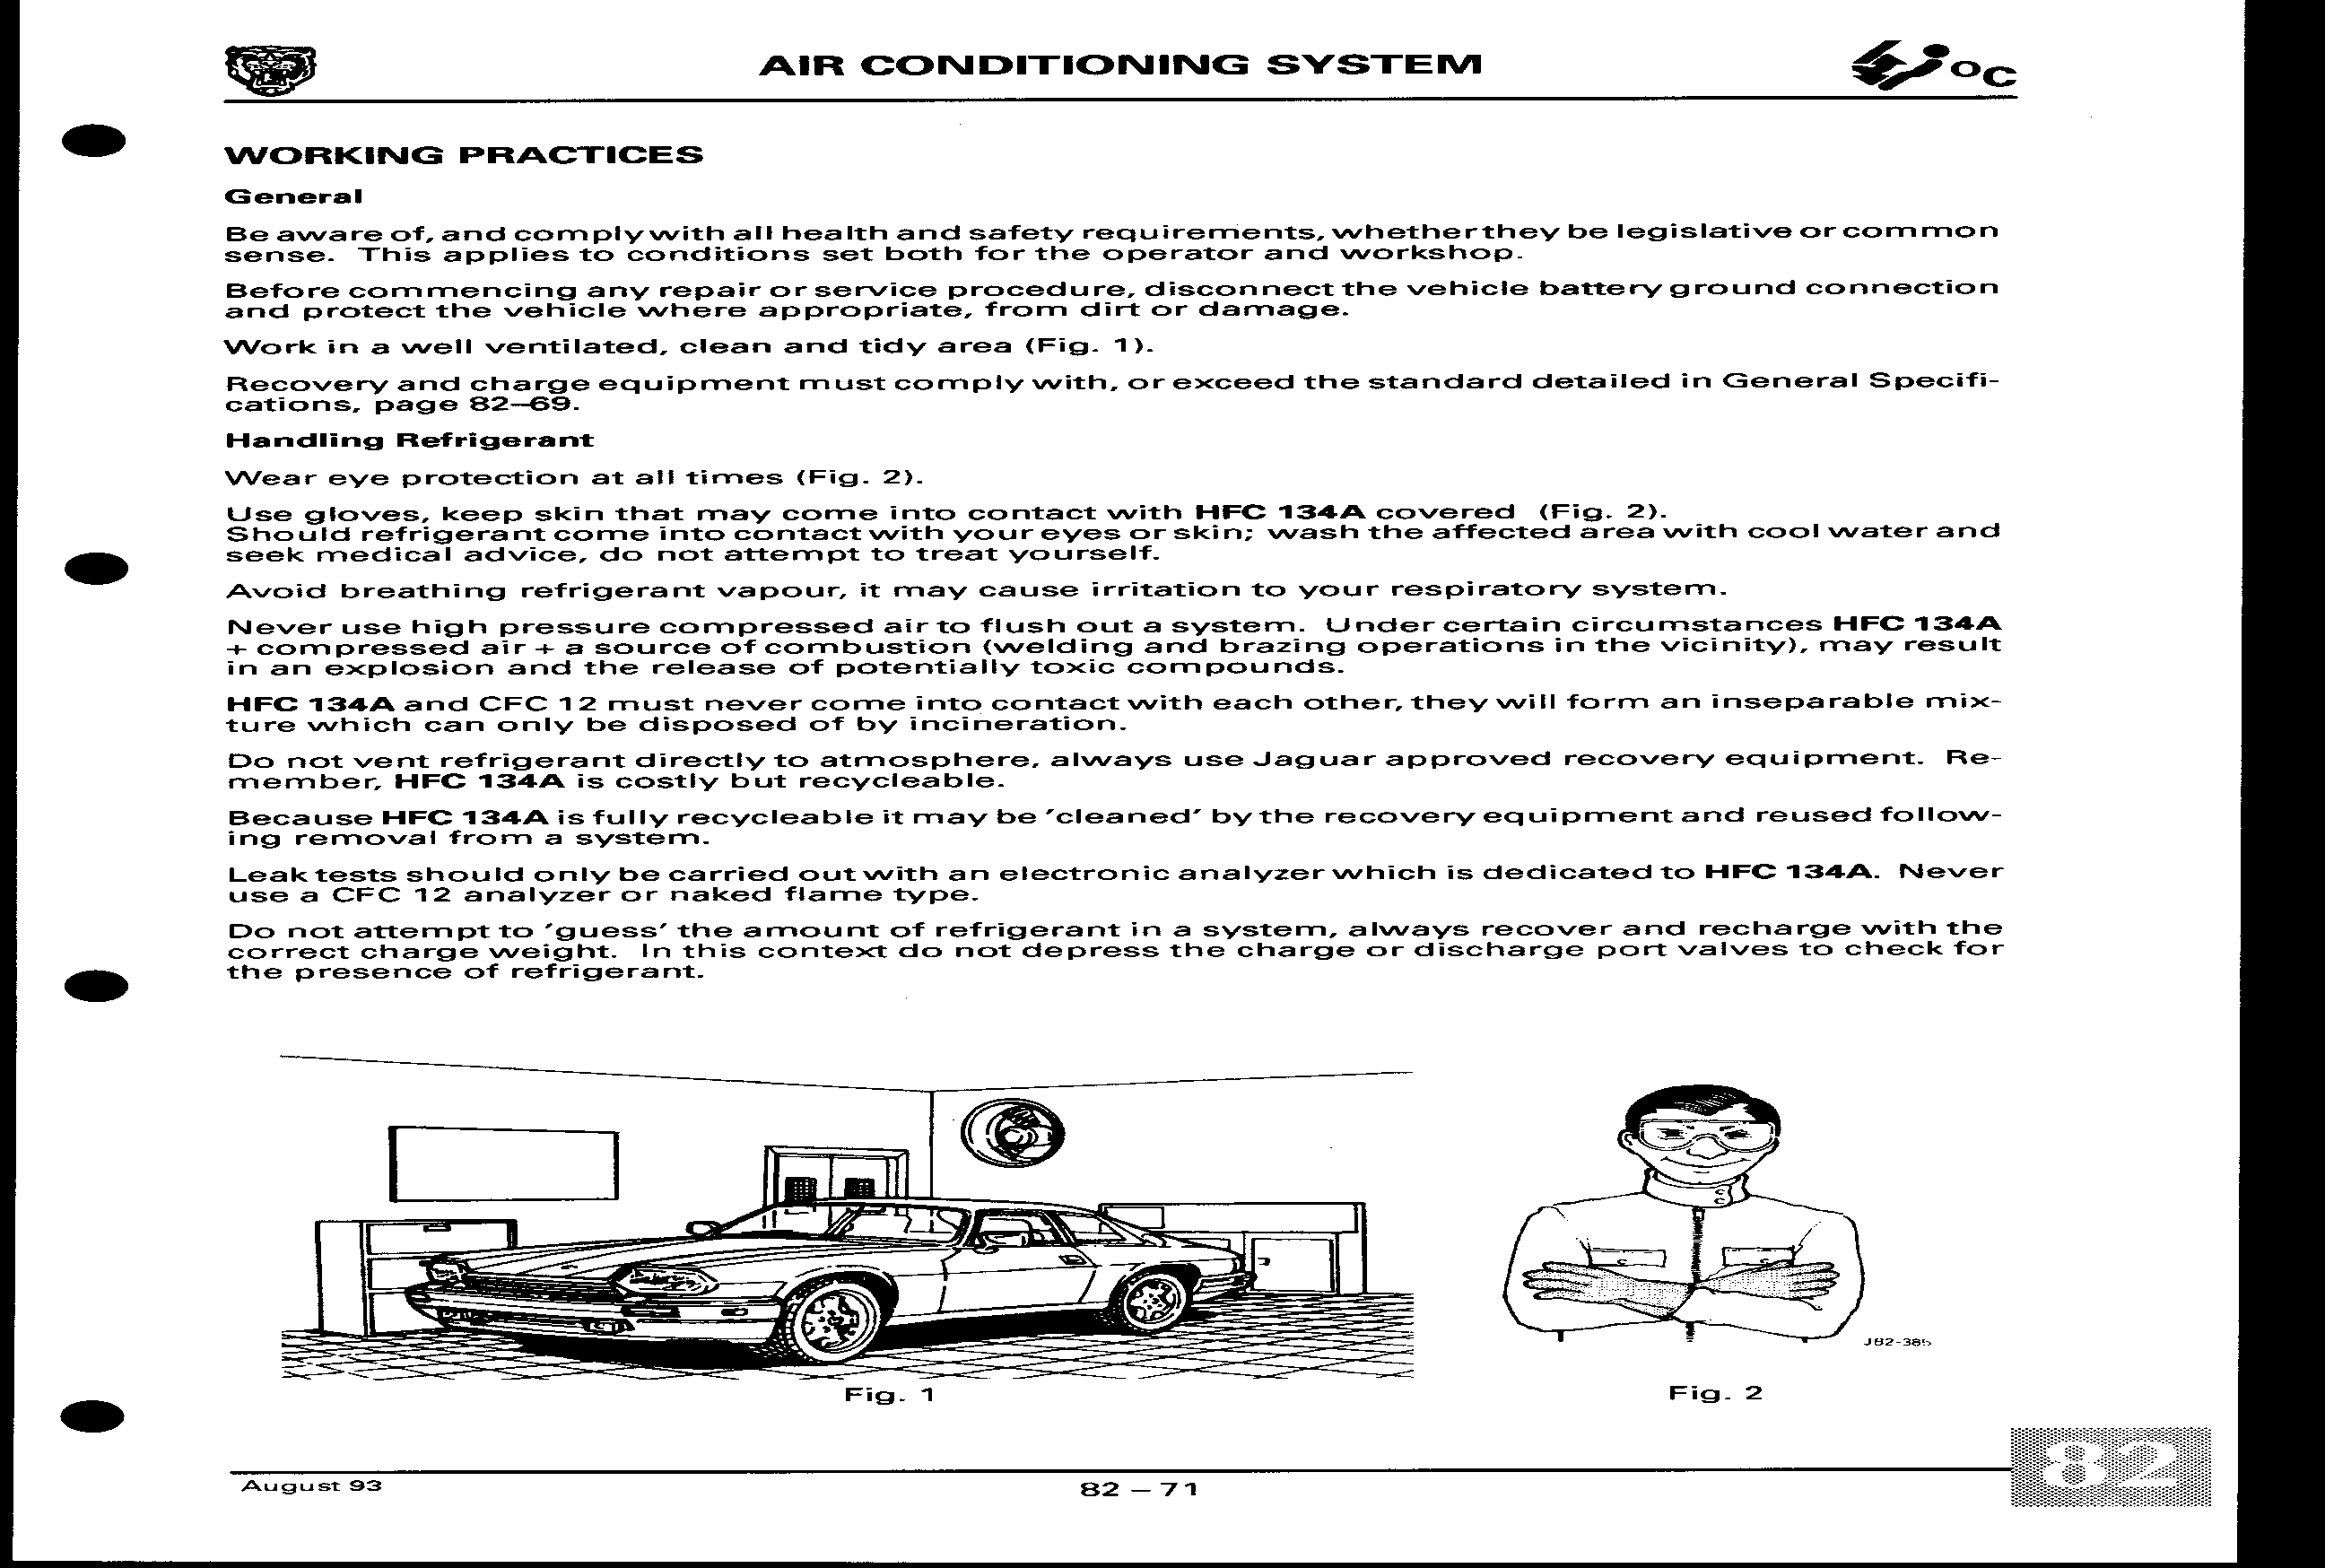 AIR CONDITIONING SYSTEM
°C
WORKING PRACTICES
General
Be aware of, and comply with all health and safety requirements, whether they be legislative or common
sense. This applies to conditions set both for the operator and workshop.
Before commencing any repair or service procedure, disconnect the vehicle battery ground connection
and protect the vehicle where appropriate, from dirt or damage.
Work in a well ventilated, clean and tidy area (Fig. 1).
Recovery and charge equipment must comply with, or exceed the standard detailed in General Specifi-
cations, page 82–69.
Handling Refrigerant
Wear eye protection at all times (Fig. 2).
Use gloves, keep skin that may come into contact with HFC 134A covered (Fig. 2).
Should refrigerant come into contact with your eyes or skin; wash the affected area with cool water and
seek medical advice, do not attempt to treat yourself.
Avoid breathing refrigerant vapour, it may cause irritation to your respiratory system.
Never use high pressure compressed air to flush out a system. Under certain circumstances HFC 134A
+ compressed air + a source of combustion (welding and brazing operations in the vicinity), may result
in an explosion and the release of potentially toxic compounds.
HFC 134A and CFC 12 must never come into contact with each other, they will form an inseparable mix-
ture which can only be disposed of by incineration.
Do not vent refrigerant directly to atmosphere, always use Jaguar approved recovery equipment. Re-
member, HFC 134A is costly but recycleable.
Because HFC 134A is fully recycleable it may be 'cleaned' by the recovery equipment and reused follow-
ing removal from a system.
Leak tests should only be carried out with an electronic analyzer which is dedicated to HFC 134A. Never
use a CFC 12 analyzer or naked flame type.
Do not attempt to 'guess' the amount of refrigerant in a system, always recover and recharge with the
correct charge weight. In this context do not depress the charge or discharge port valves to check for
the presence of refrigerant.
J82-385
Fig. 1
Fig. 2
82
August 93
82 – 71